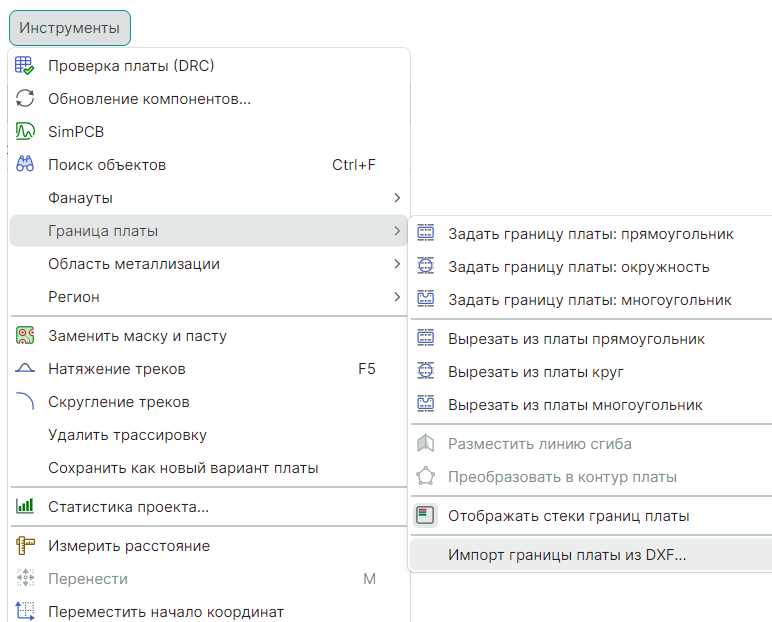 Инструменты
Проверка платы (DRC)
Обновление компонентов...
SimPCB
Поиск объектов Ctrl+F
Фанауты
Граница платы
Область металлизации
Регион
Заменить маску и пасту
Натяжение треков F5
Скругление треков
Удалить трассировку
Сохранить как новый вариант платы
Статистика проекта...
Измерить расстояние
Перенести M
Переместить начало координат
Задать границу платы: прямоугольник
Задать границу платы: окружность
Задать границу платы: многоугольник
Вырезать из платы прямоугольник
Вырезать из платы круг
Вырезать из платы многоугольник
Разместить линию сгиба
Преобразовать в контур платы
Отображать стеки границ платы
Импорт границы платы из DXF...